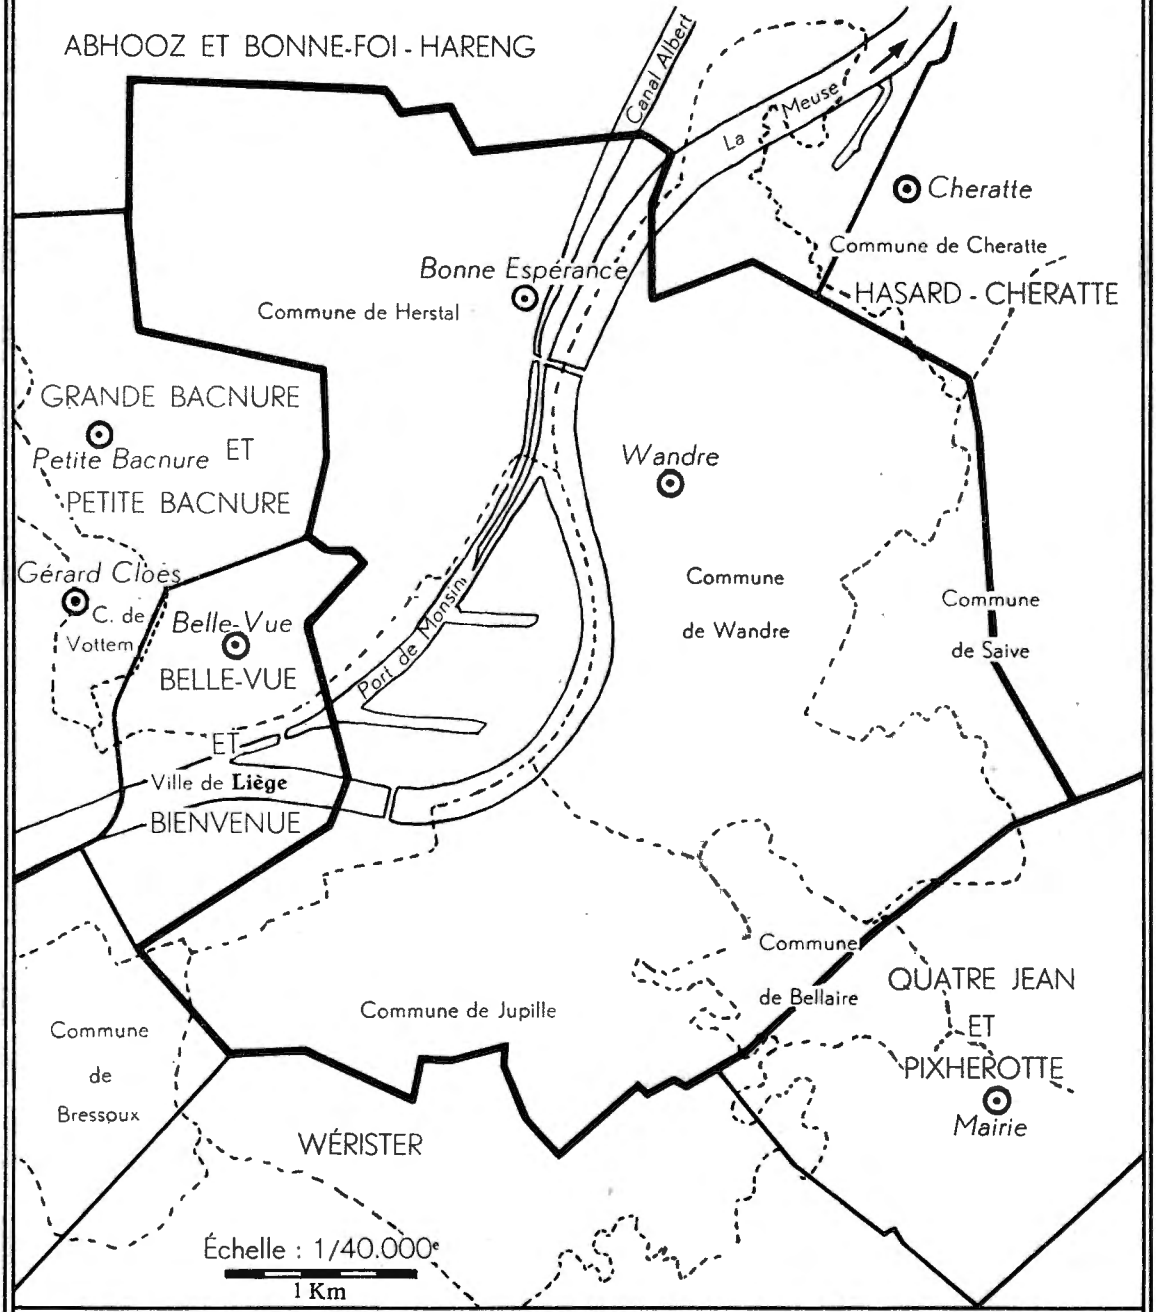 ABHOOZ ET BONNE-FOI - HARENG
Canal Albert
La Meuse
Cheratte
Commune de Cheratte
HASARD - CHERATTE
Bonne Espérance
Commune de Herstal
GRANDE BACNURE
Petite Bacnure ET
PETITE BACNURE
Wandre
Gérard Cloes
C. de
Vottem
Belle-Vue
BELLE-VUE
ET
Ville de Liège
BIENVENUE
Port de Monsin
Commune
de Wandre
Commune
de Saive
Commune
de Bellaire
QUATRE JEAN
ET
PIXHEROTTE
Mairie
Commune de Jupille
Commune
de
Bressoux
WÉRISTER
Échelle : 1/40.000e
1 Km